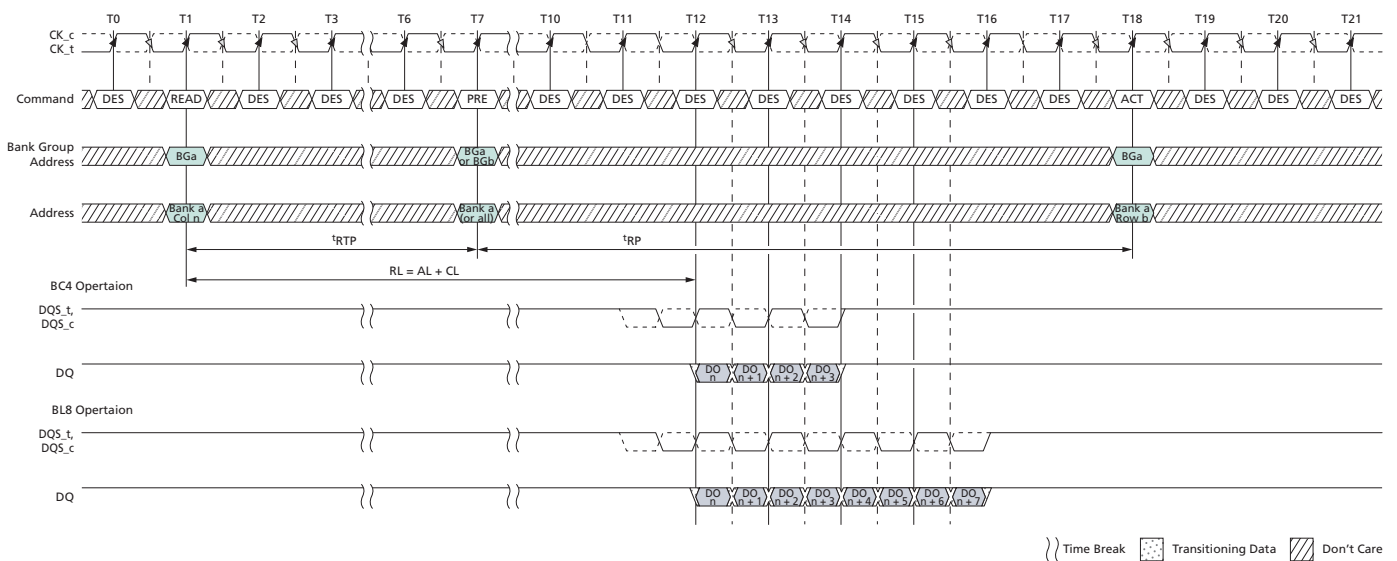 T0 T1 T2 T3 T6 T7 T10 T11 T12 T13 T14 T15 T16 T17 T18 T19 T20 T21
CK_c
CK_t
Command DES READ DES DES DES PRE DES DES DES DES DES DES DES DES ACT DES DES DES
Bank Group
Address
BGa
BGa
or BGb
BGa
Address
Bank a
Col n
Bank a
(or all)
Bank a
Row b
tRTP tRP
RL = AL + CL
BC4 Opertaion
DQS_t,
DQS_c
DQ
DO
n
DO
n + 1
DO
n + 2
DO
n + 3
BL8 Opertaion
DQS_t,
DQS_c
DQ
DO
n
DO
n + 1
DO
n + 2
DO
n + 3
DO
n + 4
DO
n + 5
DO
n + 6
DO
n + 7
Time Break Transitioning Data Don't Care